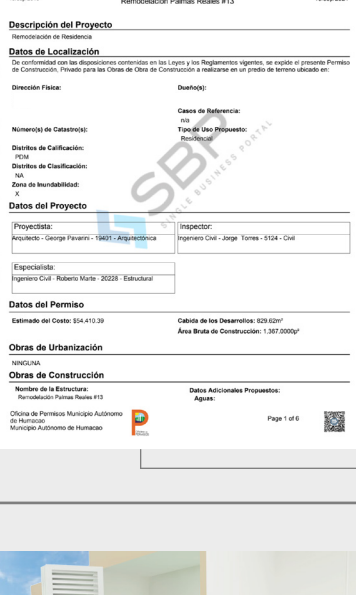 Remodelación Palmas Reales #13
Descripción del Proyecto
Remodelación de Residencia
Datos de Localización
De conformidad con las disposiciones contenidas en las Leyes y los Reglamentos vigentes, se expide el presente Permiso
de Construcción, Privado para las Obras de Obra de Construcción a realizarse en un predio de terreno ubicado en:
Dirección Física:
Dueño(s):
Casos de Referencia:
n/a
Número(s) de Catastro(s):
Tipo de Uso Propuesto:
Residencial
Distritos de Calificación:
PDM
Distritos de Clasificación:
NA
Zona de Inundabilidad:
X
SBP
SINGLE BUSINESS PORTAL
Datos del Proyecto
Proyectista:
Inspector:
Arquitecto - George Pavarini - 19401 - Arquitectónica
Ingeniero Civil - Jorge Torres - 5124 - Civil
Especialista:
Ingeniero Civil - Roberto Marte - 20228 - Estructural
Datos del Permiso
Estimado del Costo: $54,410.39
Cabida de los Desarrollos: 829.62m²
Área Bruta de Construcción: 1,387.0000p²
Obras de Urbanización
NINGUNA
Obras de Construcción
Nombre de la Estructura:
Datos Adicionales Propuestos:
Remodelación Palmas Reales #13
Aguas:
Oficina de Permisos Municipio Autónomo
de Humacao
Municipio Autónomo de Humacao
Page 1 of 6